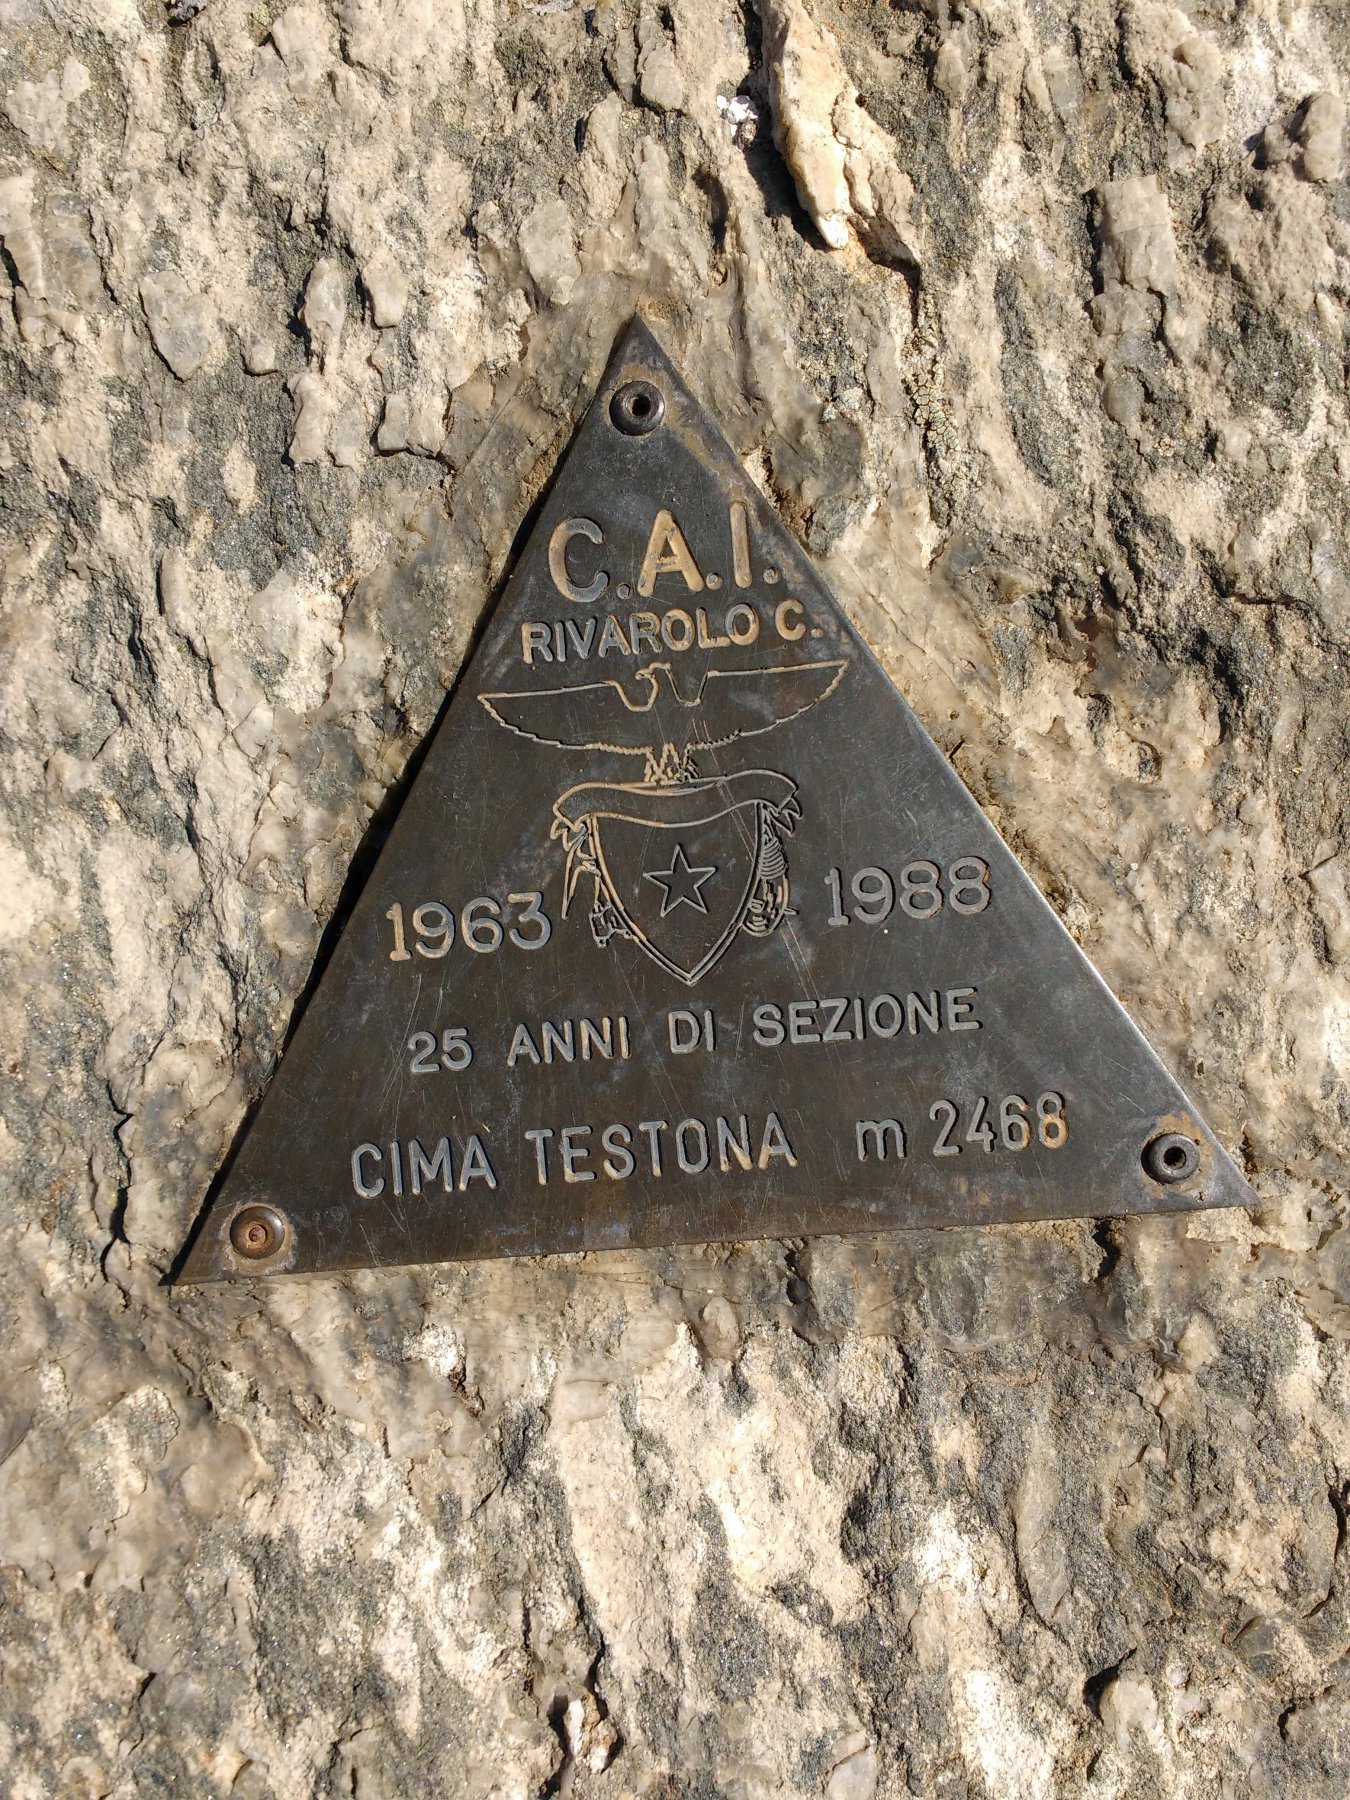 C.A.I.
RIVAROLO C.
1963 1988
25 ANNI DI SEZIONE
CIMA TESTONA m 2468